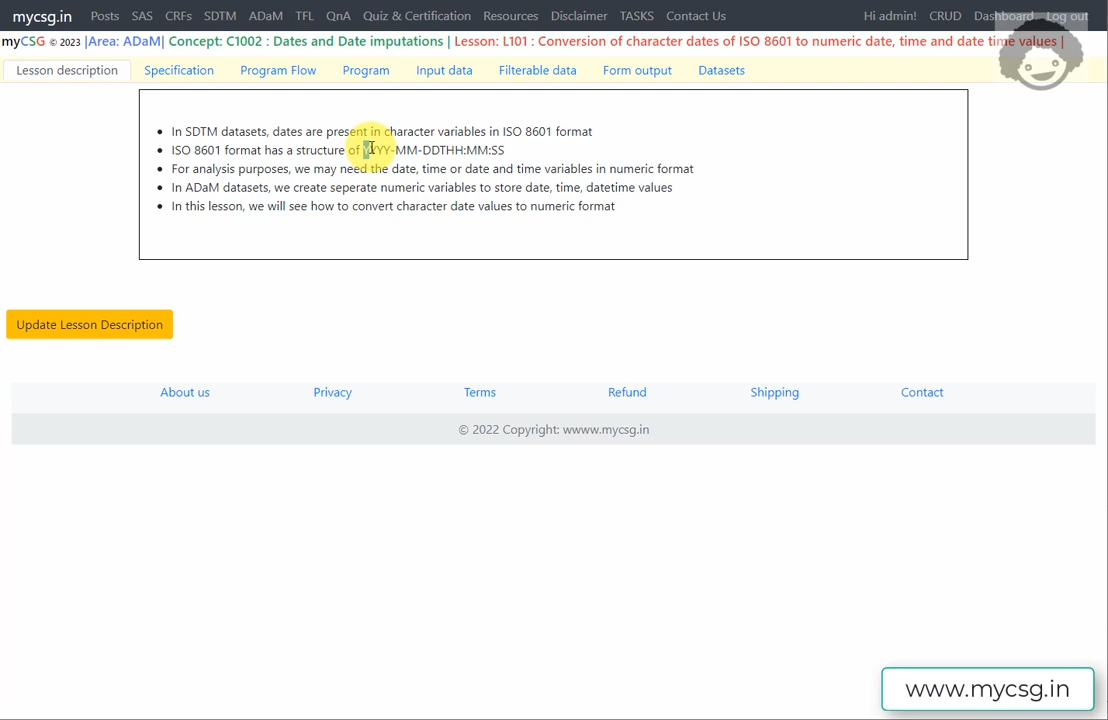 mycsg.in Posts SAS CRFs SDTM ADaM TFL QnA Quiz & Certification Resources Disclaimer TASKS Contact Us Hi admin! CRUD Dashboard Log out
myCSG © 2023 |Area: ADaM| Concept: C1002 : Dates and Date imputations | Lesson: L101 : Conversion of character dates of ISO 8601 to numeric date, time and date time values |
Lesson description Specification Program Flow Program Input data Filterable data Form output Datasets
• In SDTM datasets, dates are present in character variables in ISO 8601 format
• ISO 8601 format has a structure of YYYY-MM-DDTHH:MM:SS
• For analysis purposes, we may need the date, time or date and time variables in numeric format
• In ADaM datasets, we create seperate numeric variables to store date, time, datetime values
• In this lesson, we will see how to convert character date values to numeric format
Update Lesson Description
About us Privacy Terms Refund Shipping Contact
© 2022 Copyright: wwww.mycsg.in
www.mycsg.in